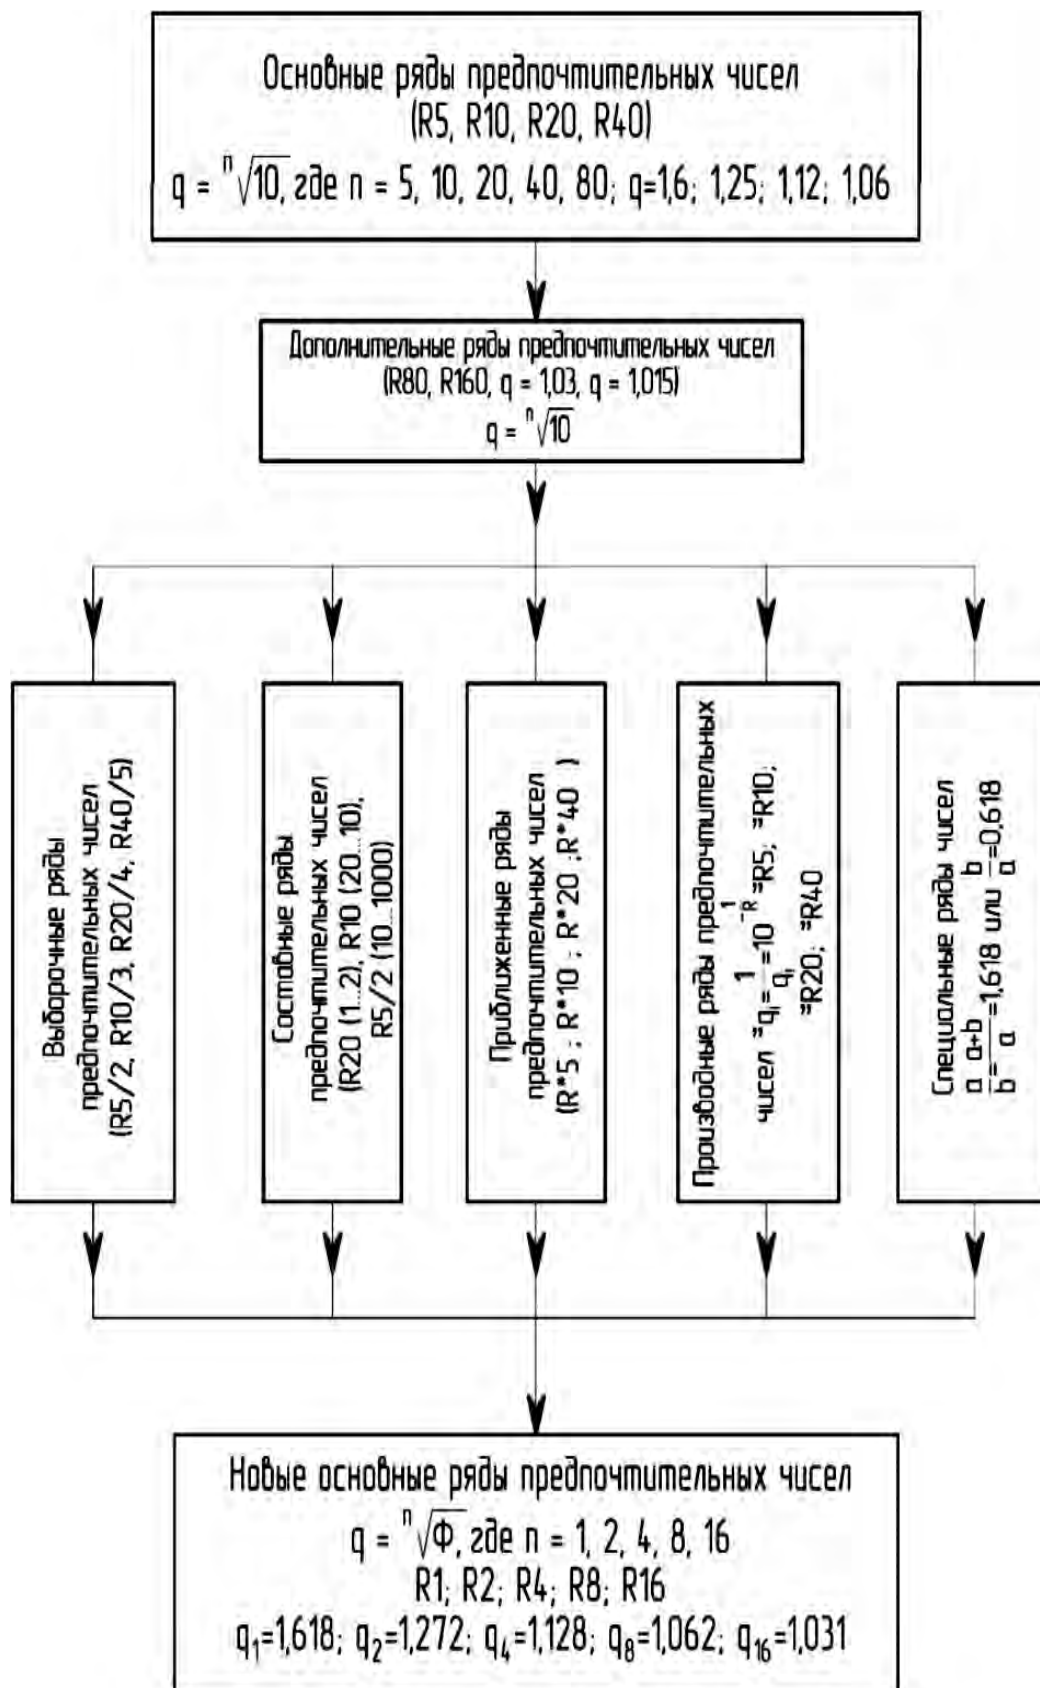 Основные ряды предпочтительных чисел
(R5, R10, R20, R40)
q = ⁿ√10, где n = 5, 10, 20, 40, 80; q=1,6; 1,25; 1,12; 1,06
Дополнительные ряды предпочтительных чисел
(R80, R160, q = 1,03, q = 1,015)
q = ⁿ√10
Выборочные ряды
предпочтительных чисел
(R5/2, R10/3, R20/4, R40/5)
Составные ряды
предпочтительных чисел
(R20 (1...2), R10 (20...10),
R5/2 (10...1000)
Приближенные ряды
предпочтительных чисел
(R*5 ; R*10 ; R*20 ;R*40 )
Производные ряды предпочтительных
чисел "qᵢ=1/qᵢ=10^(-1/R) "R5; "R10;
"R20; "R40
Специальные ряды чисел
a/b=(a+b)/a=1,618 или b/a=0,618
Новые основные ряды предпочтительных чисел
q = ⁿ√Ф, где n = 1, 2, 4, 8, 16
R1; R2; R4; R8; R16
q₁=1,618; q₂=1,272; q₄=1,128; q₈=1,062; q₁₆=1,031